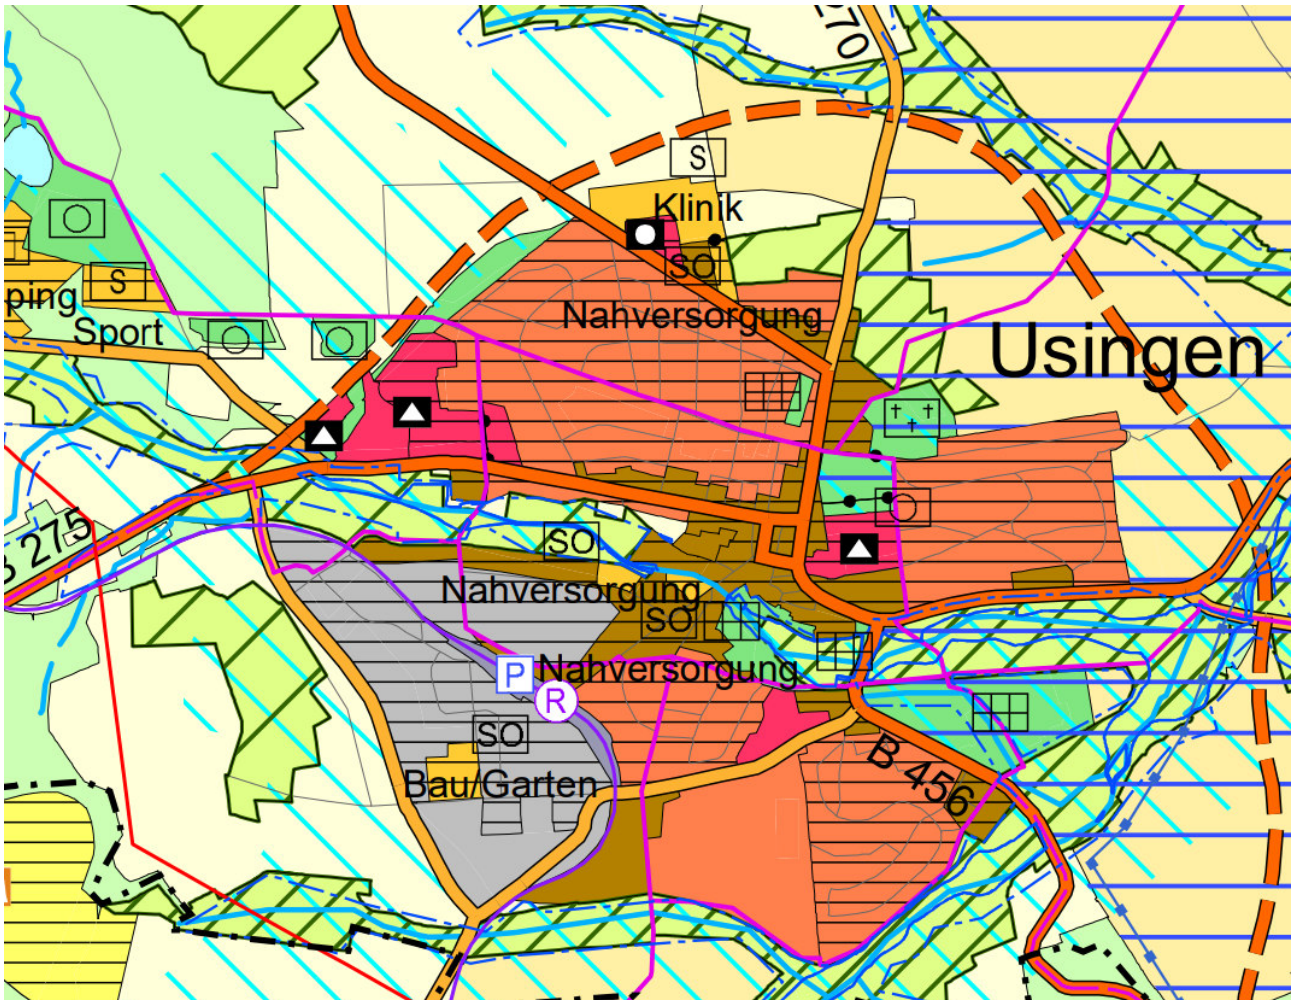 270
S
Klinik
SO
S
ping
Sport
Nahversorgung
Usingen
B 275
SO
Nahversorgung
SO
Nahversorgung
P
R
SO
Bau/Garten
B 456